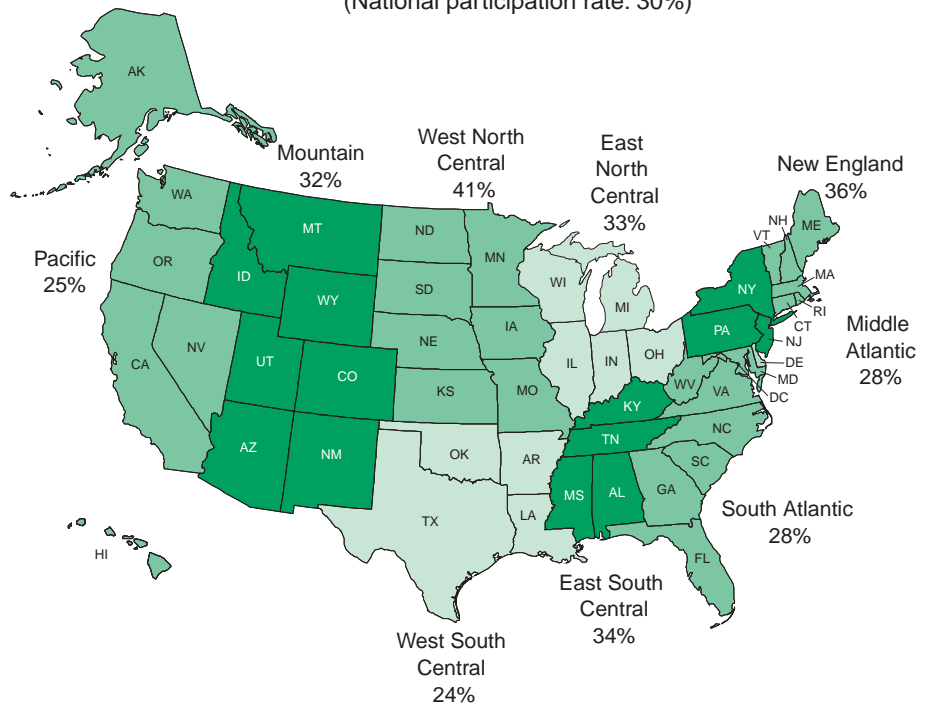 (National participation rate: 30%)
AK
Mountain
32%
West North
Central
41%
East
North
Central
33%
New England
36%
Pacific
25%
WA
OR
CA
NV
ID
MT
WY
UT
CO
AZ
NM
ND
SD
NE
KS
MN
IA
MO
WI
MI
IL
IN
OH
KY
TN
MS
AL
OK
AR
TX
LA
NY
PA
WV
VA
NC
SC
GA
FL
VT
NH
ME
MA
RI
CT
NJ
DE
MD
DC
HI
Middle
Atlantic
28%
South Atlantic
28%
East South
Central
34%
West South
Central
24%